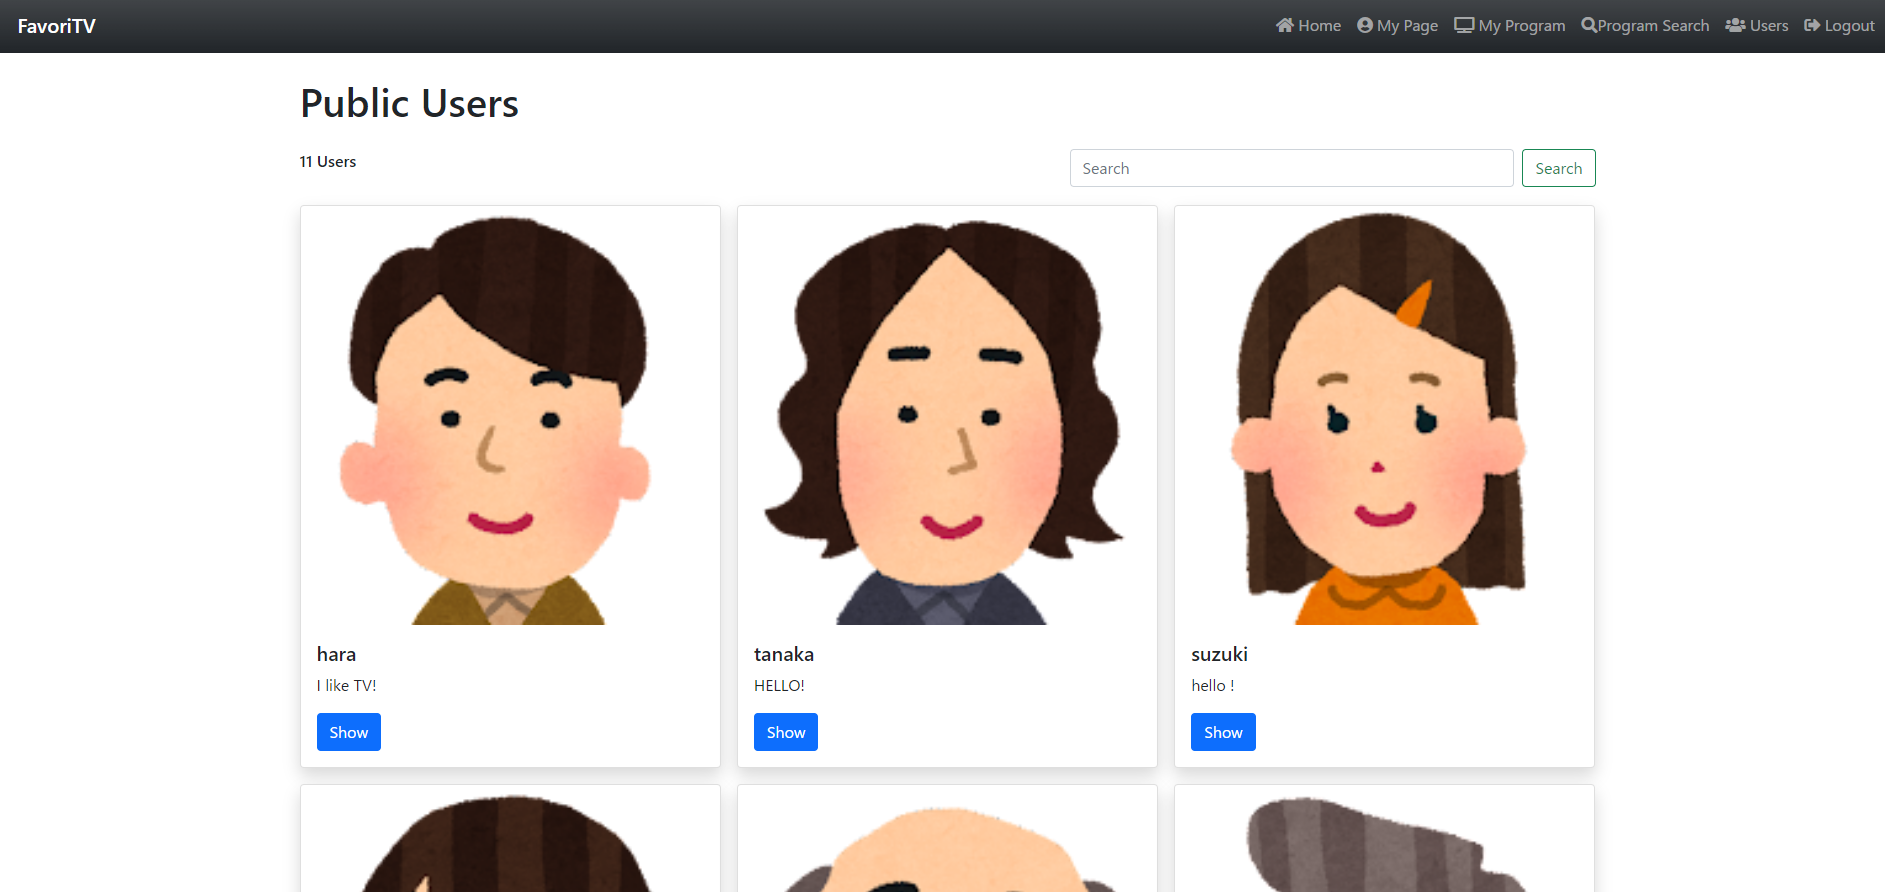 FavoriTV Home My Page My Program Program Search Users Logout
Public Users
11 Users Search Search
hara tanaka suzuki
I like TV! HELLO! hello !
Show Show Show